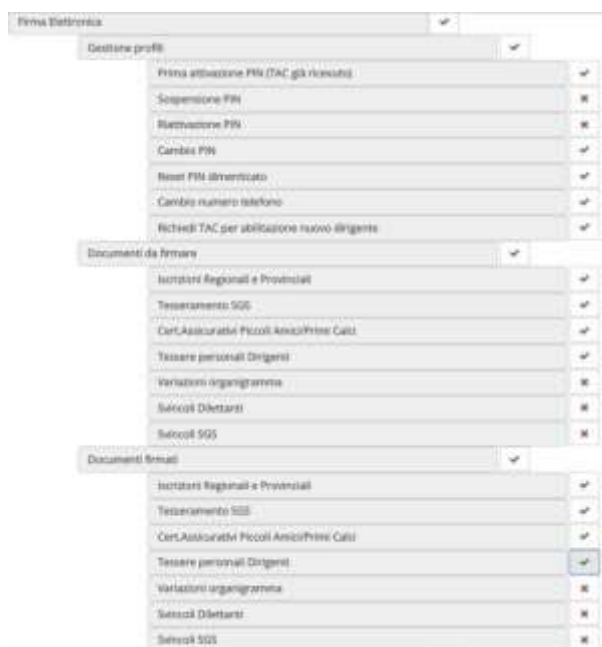 Firma Elettronica
Gestione profili
Prima attivazione PIN (TAC già ricevuto)
Sospensione PIN
Riattivazione PIN
Cambio PIN
Reset PIN dimenticato
Cambio numero telefono
Richiedi TAC per abilitazione nuovo dirigente
Documenti da firmare
Iscrizioni Regionali e Provinciali
Tesseramento SGS
Cert.Assicurativi Piccoli Amici/Primi Calci
Tessere personali Dirigenti
Variazioni organigramma
Svincoli Dilettanti
Svincoli SGS
Documenti firmati
Iscrizioni Regionali e Provinciali
Tesseramento SGS
Cert.Assicurativi Piccoli Amici/Primi Calci
Tessere personali Dirigenti
Variazioni organigramma
Svincoli Dilettanti
Svincoli SGS